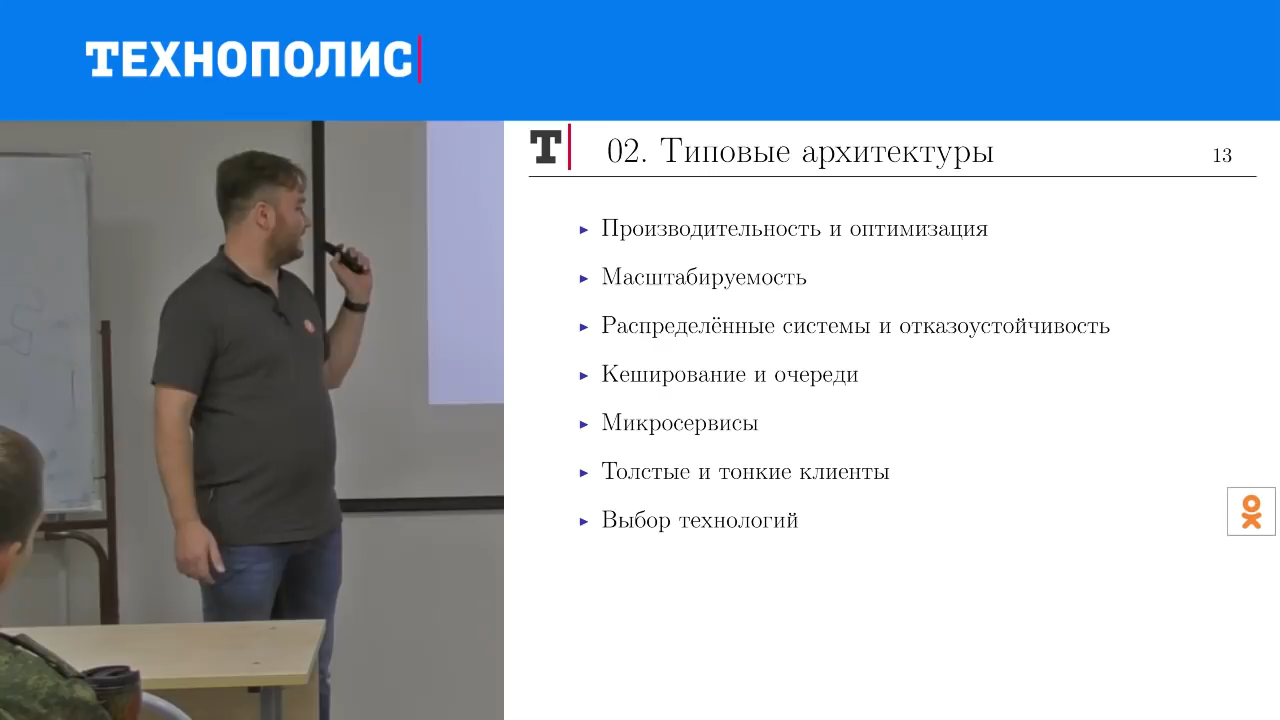 ТЕХНОПОЛИС
Т
02. Типовые архитектуры
13
Производительность и оптимизация
Масштабируемость
Распределённые системы и отказоустойчивость
Кеширование и очереди
Микросервисы
Толстые и тонкие клиенты
Выбор технологий